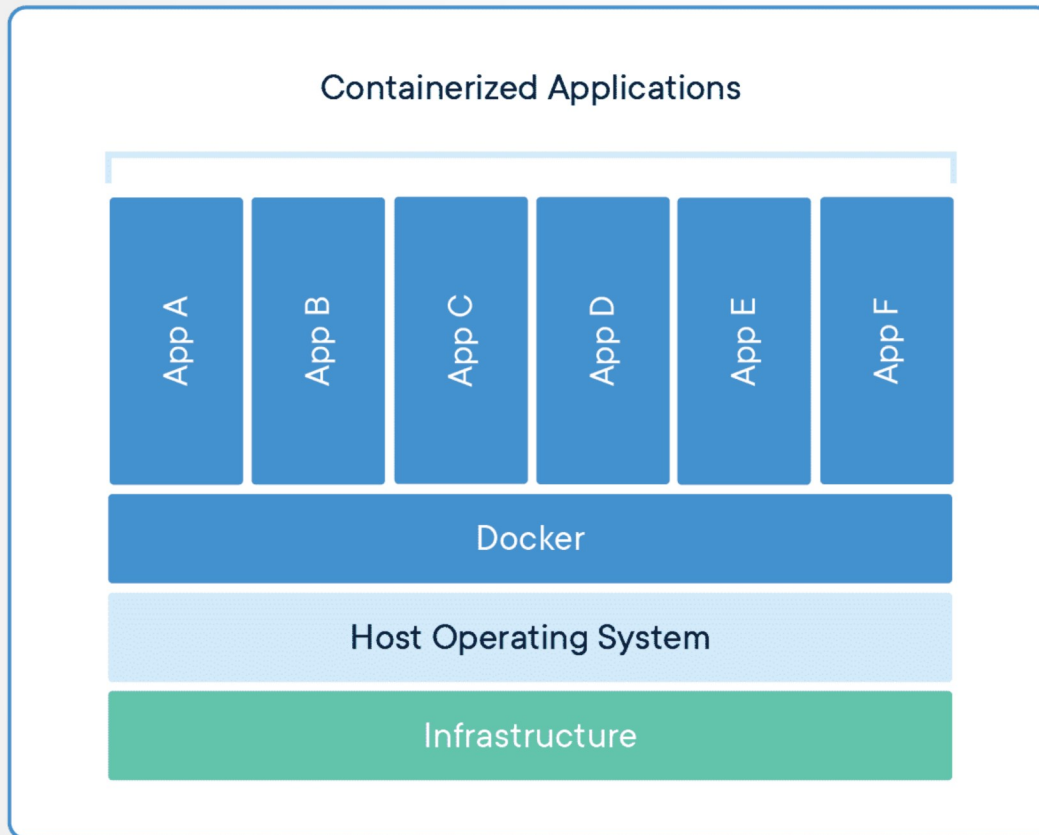 Containerized Applications
App A
App B
App C
App D
App E
App F
Docker
Host Operating System
Infrastructure